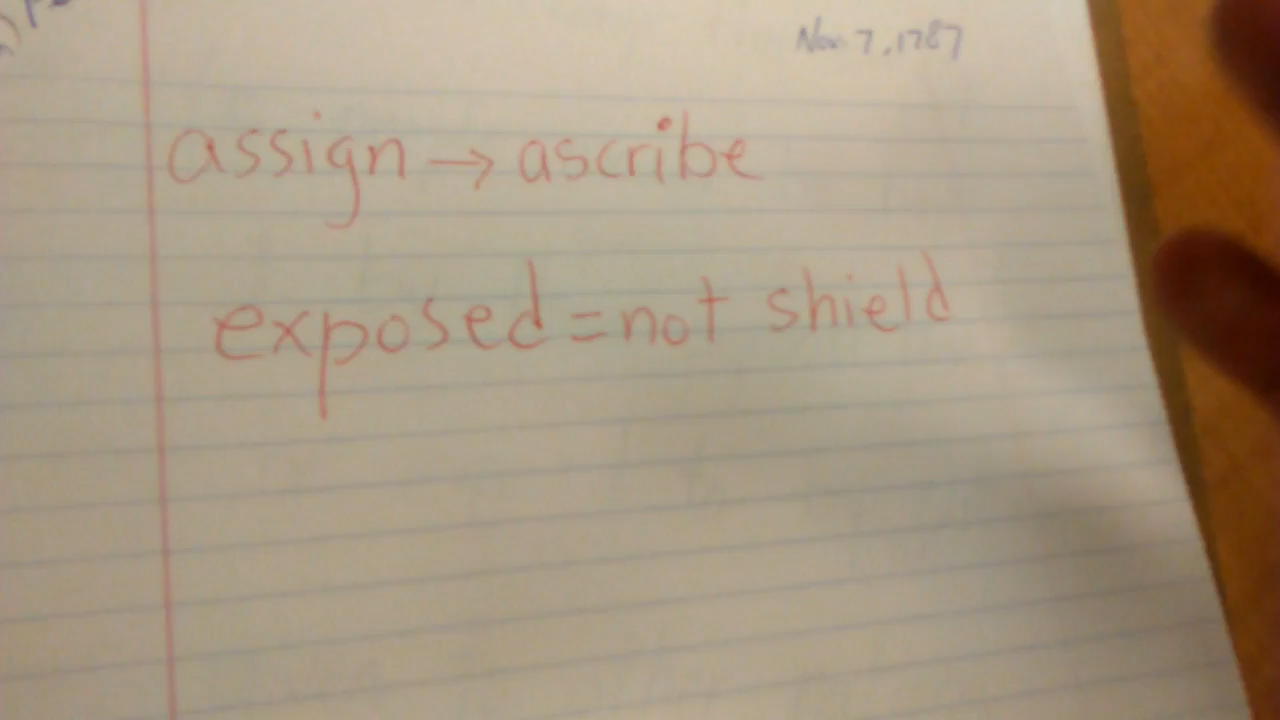 Nov 7, 1787
assign → ascribe
exposed = not shield